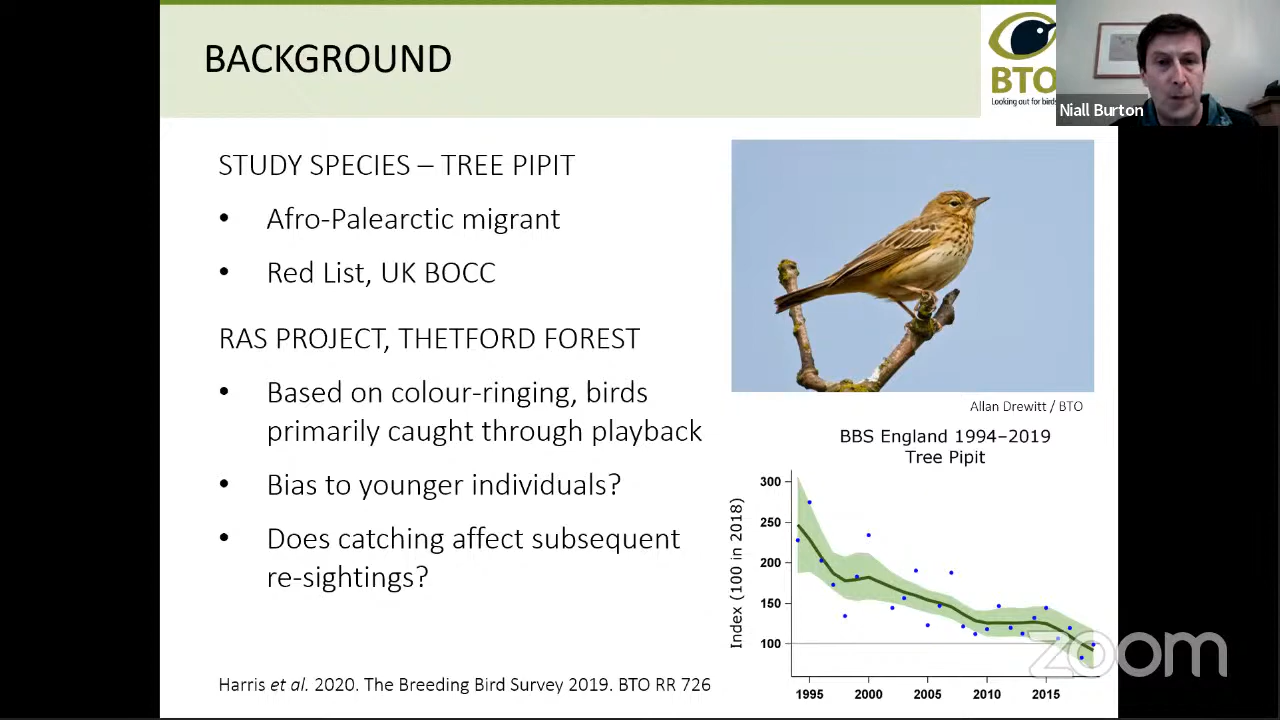 BACKGROUND
BTO
Looking out for birds
Niall Burton
STUDY SPECIES – TREE PIPIT
• Afro-Palearctic migrant
• Red List, UK BOCC
RAS PROJECT, THETFORD FOREST
• Based on colour-ringing, birds
primarily caught through playback
• Bias to younger individuals?
• Does catching affect subsequent
re-sightings?
Harris et al. 2020. The Breeding Bird Survey 2019. BTO RR 726
Allan Drewitt / BTO
BBS England 1994–2019
Tree Pipit
Index (100 in 2018)
300
250
200
150
100
1995 2000 2005 2010 2015
zoom